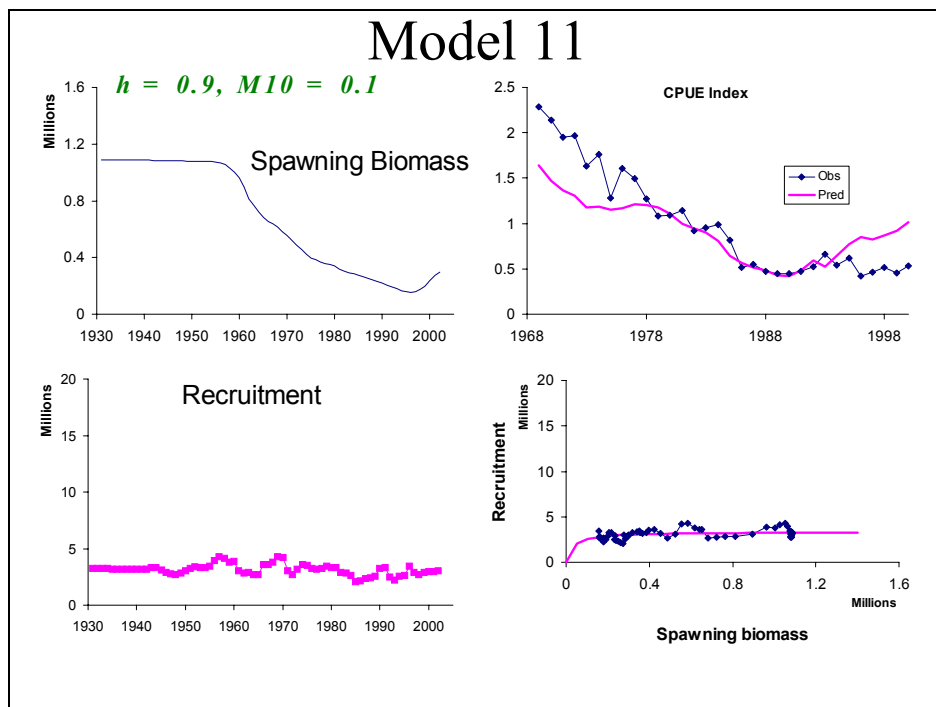 Model 11
h = 0.9, M10 = 0.1
Millions
1.6
1.2
0.8
0.4
0
Spawning Biomass
1930 1940 1950 1960 1970 1980 1990 2000
CPUE Index
2.5
2
1.5
1
0.5
0
Obs
Pred
1968 1978 1988 1998
Recruitment
Millions
20
15
10
5
0
1930 1940 1950 1960 1970 1980 1990 2000
Recruitment
Millions
20
15
10
5
0
0 0.4 0.8 1.2 1.6
Millions
Spawning biomass